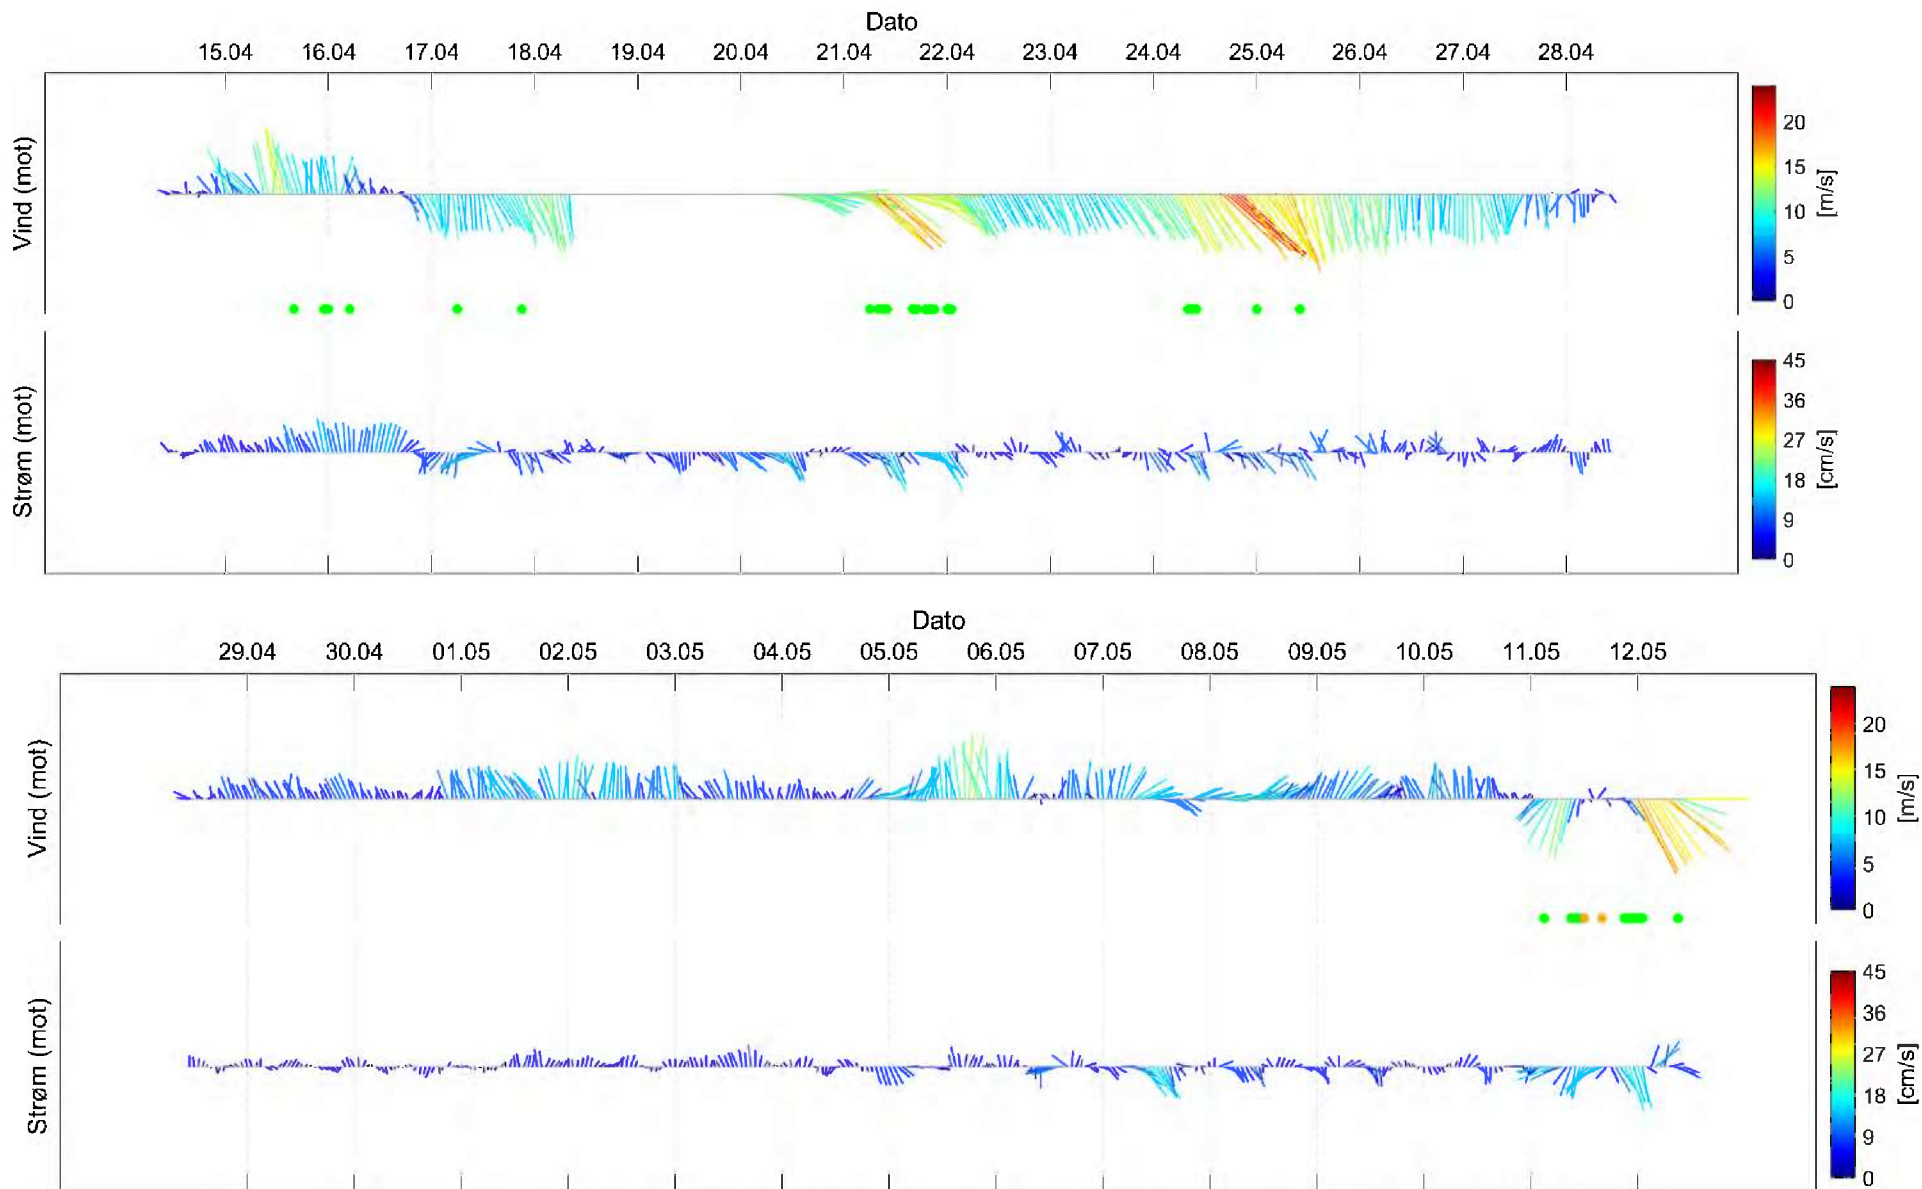 Dato
15.04 16.04 17.04 18.04 19.04 20.04 21.04 22.04 23.04 24.04 25.04 26.04 27.04 28.04
Vind (mot)
20
15
10
5
0
[m/s]
Strøm (mot)
45
36
27
18
9
0
[cm/s]
Dato
29.04 30.04 01.05 02.05 03.05 04.05 05.05 06.05 07.05 08.05 09.05 10.05 11.05 12.05
Vind (mot)
20
15
10
5
0
[m/s]
Strøm (mot)
45
36
27
18
9
0
[cm/s]